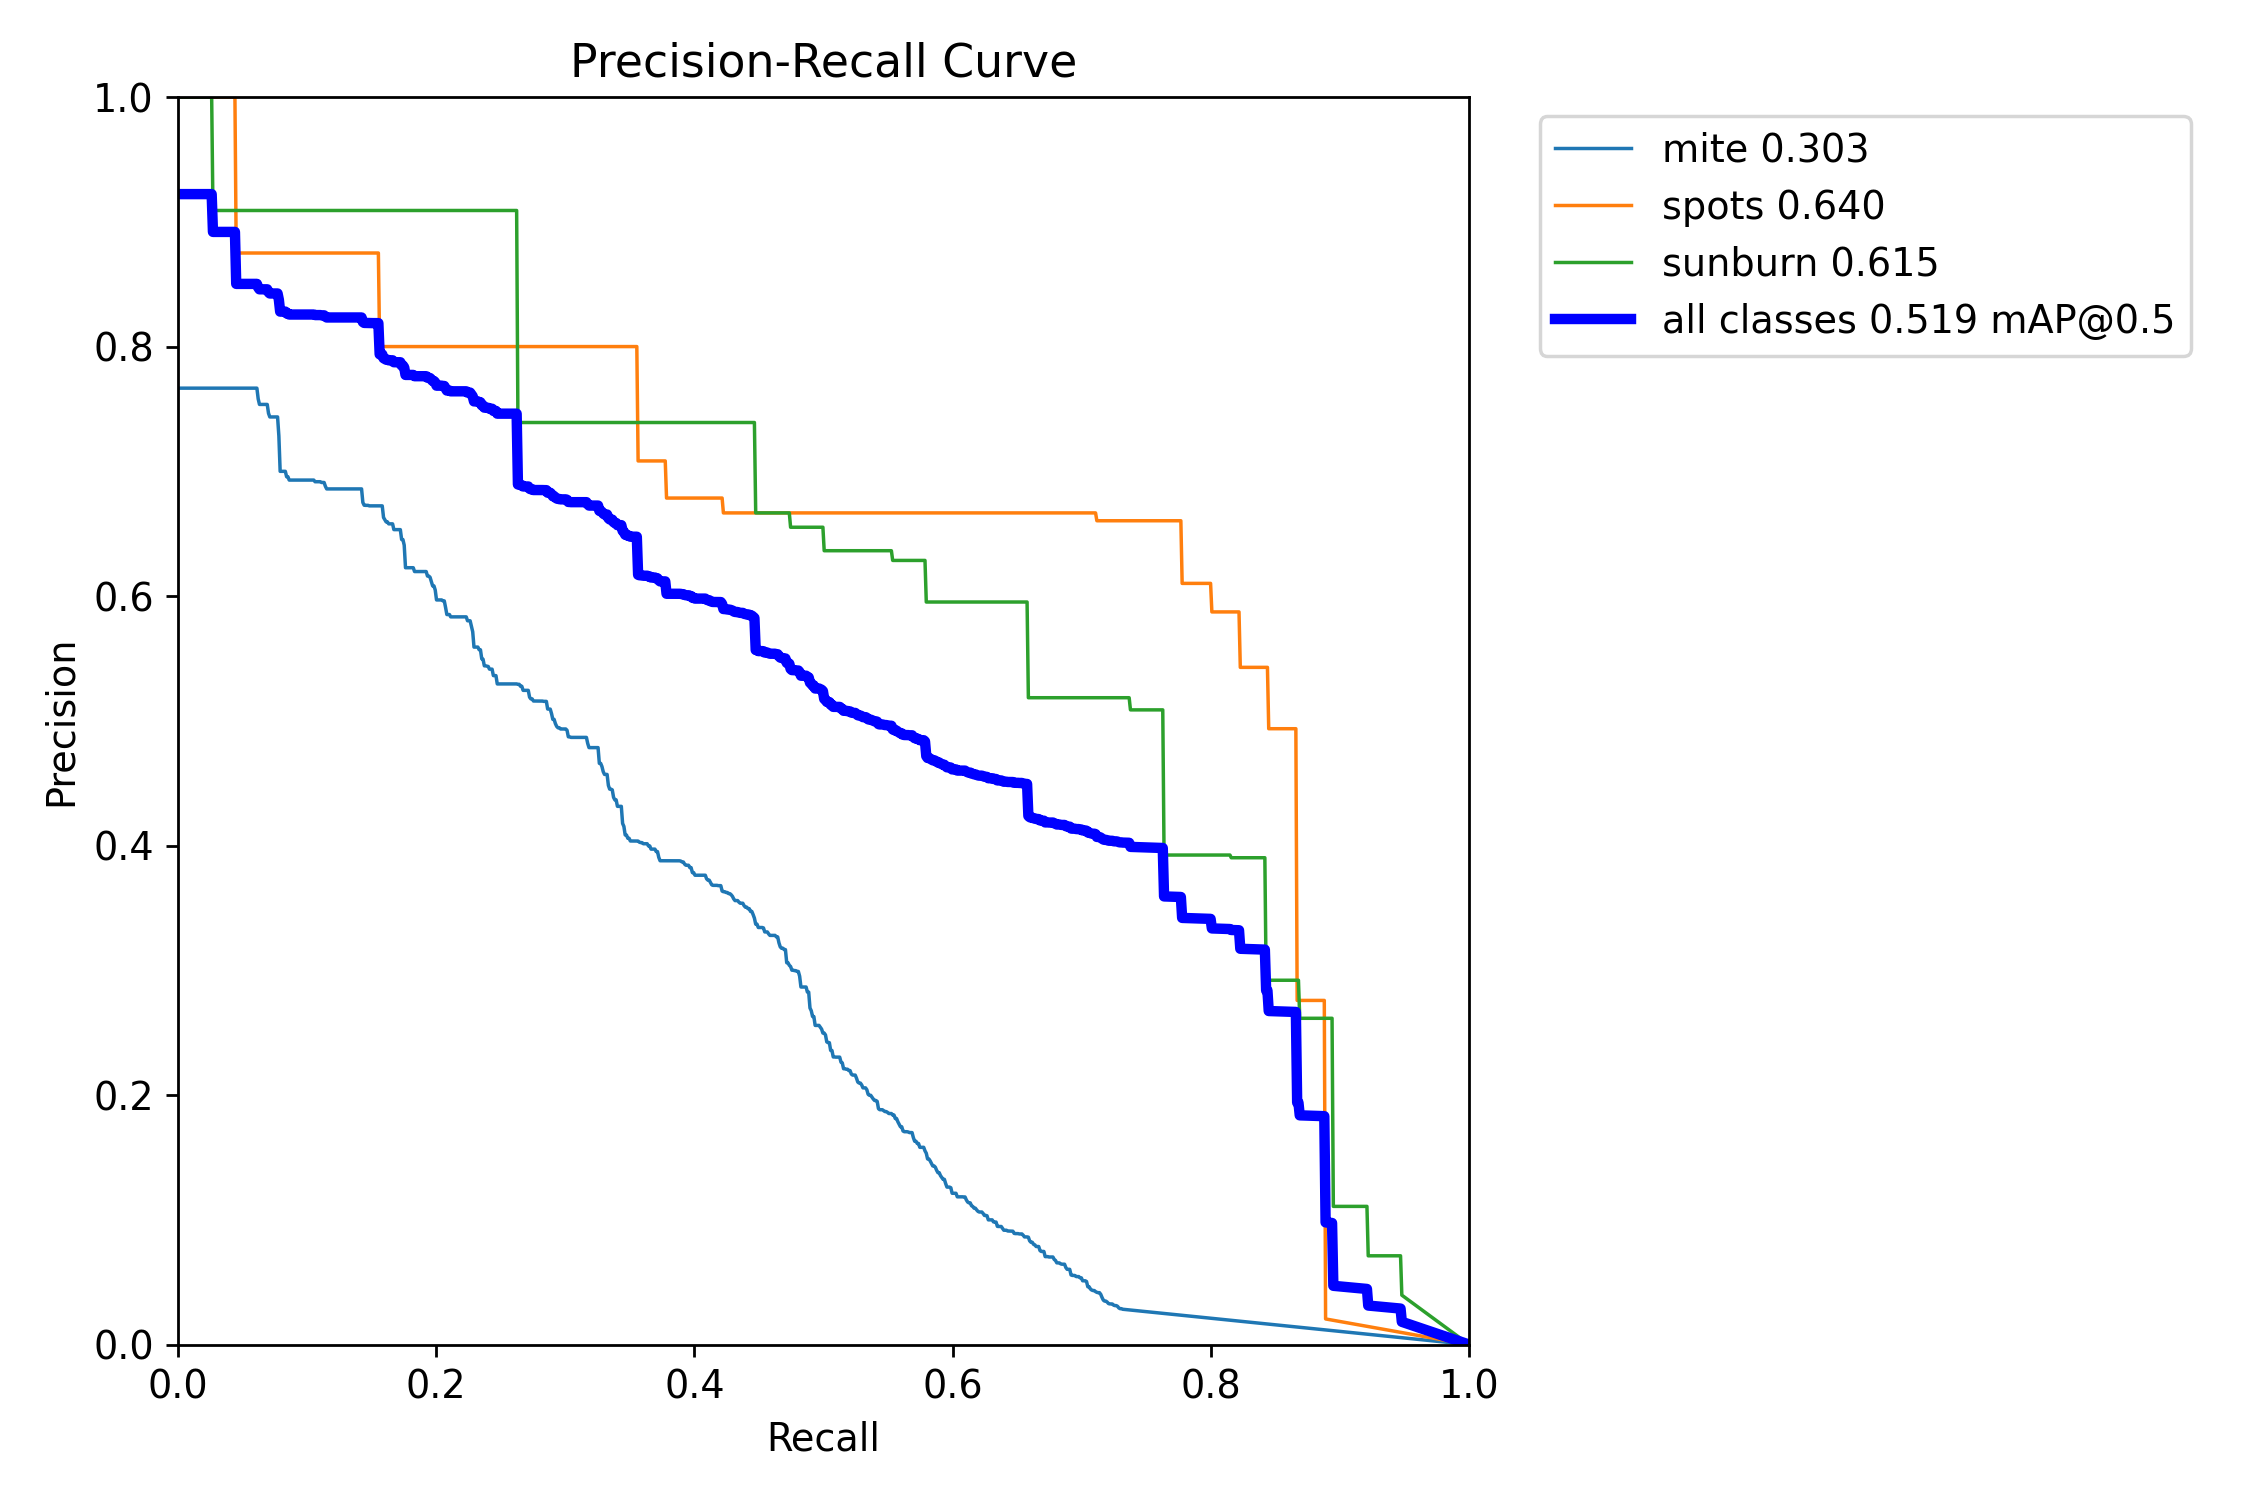 Precision-Recall Curve
1.0
0.8
0.6
0.4
0.2
0.0
Precision
0.0 0.2 0.4 0.6 0.8 1.0
Recall
mite 0.303
spots 0.640
sunburn 0.615
all classes 0.519 mAP@0.5